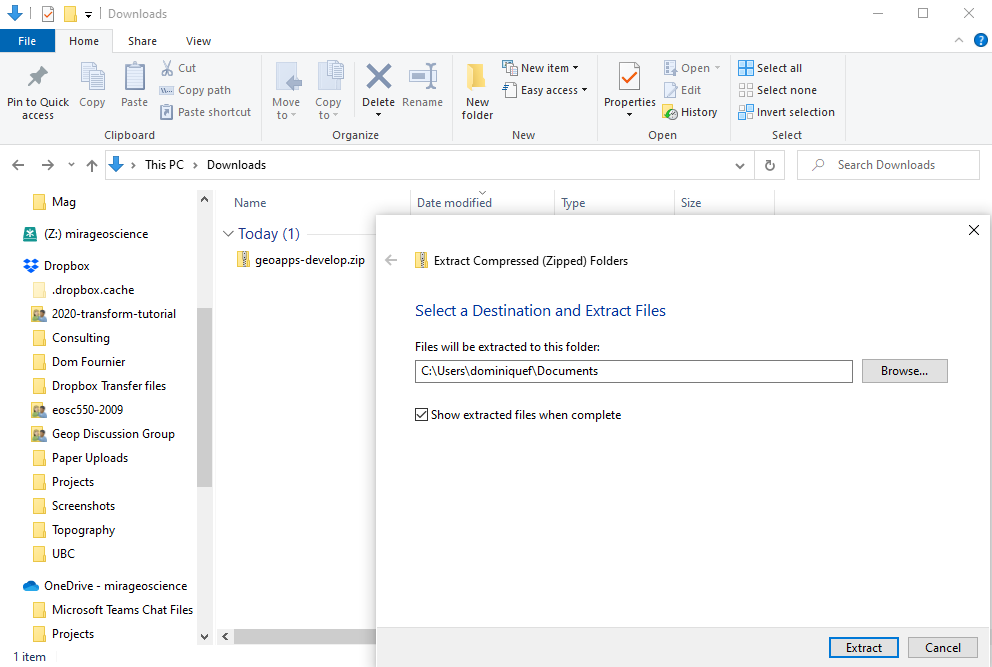 Downloads
File Home Share View
Pin to Quick access
Copy
Paste
Cut
Copy path
Paste shortcut
Clipboard
Move to
Copy to
Delete
Rename
Organize
New folder
New item
Easy access
New
Properties
Open
Edit
History
Open
Select all
Select none
Invert selection
Select
This PC > Downloads
Search Downloads
Mag
(Z:) mirageoscience
Dropbox
.dropbox.cache
2020-transform-tutorial
Consulting
Dom Fournier
Dropbox Transfer files
eosc550-2009
Geop Discussion Group
Paper Uploads
Projects
Screenshots
Topography
UBC
OneDrive - mirageoscience
Microsoft Teams Chat Files
Projects
Name Date modified Type Size
Today (1)
geoapps-develop.zip
Extract Compressed (Zipped) Folders
Select a Destination and Extract Files
Files will be extracted to this folder:
C:\Users\dominiquef\Documents
Browse...
Show extracted files when complete
Extract Cancel
1 item